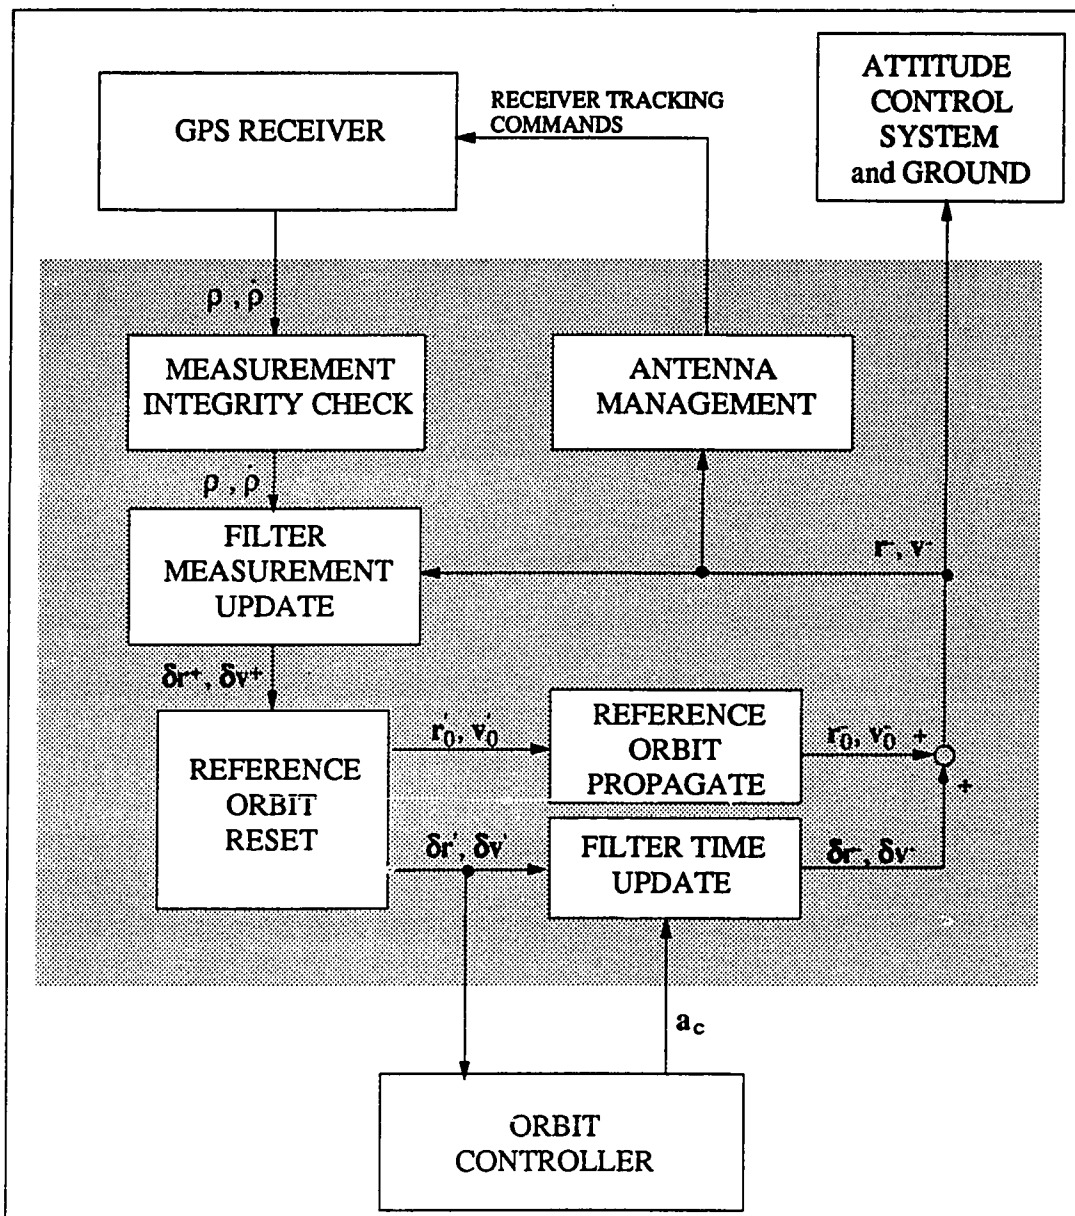 ATTITUDE
CONTROL
SYSTEM
and GROUND
GPS RECEIVER
RECEIVER TRACKING
COMMANDS
ρ , ρ̇
MEASUREMENT
INTEGRITY CHECK
ANTENNA
MANAGEMENT
ρ , ρ̇
FILTER
MEASUREMENT
UPDATE
r⁻, v⁻
δr⁺, δv⁺
REFERENCE
ORBIT
RESET
r₀', v₀'
REFERENCE
ORBIT
PROPAGATE
r₀⁻, v₀⁻ +
+
δr', δv'
FILTER TIME
UPDATE
δr⁻, δv⁻
a_c
ORBIT
CONTROLLER